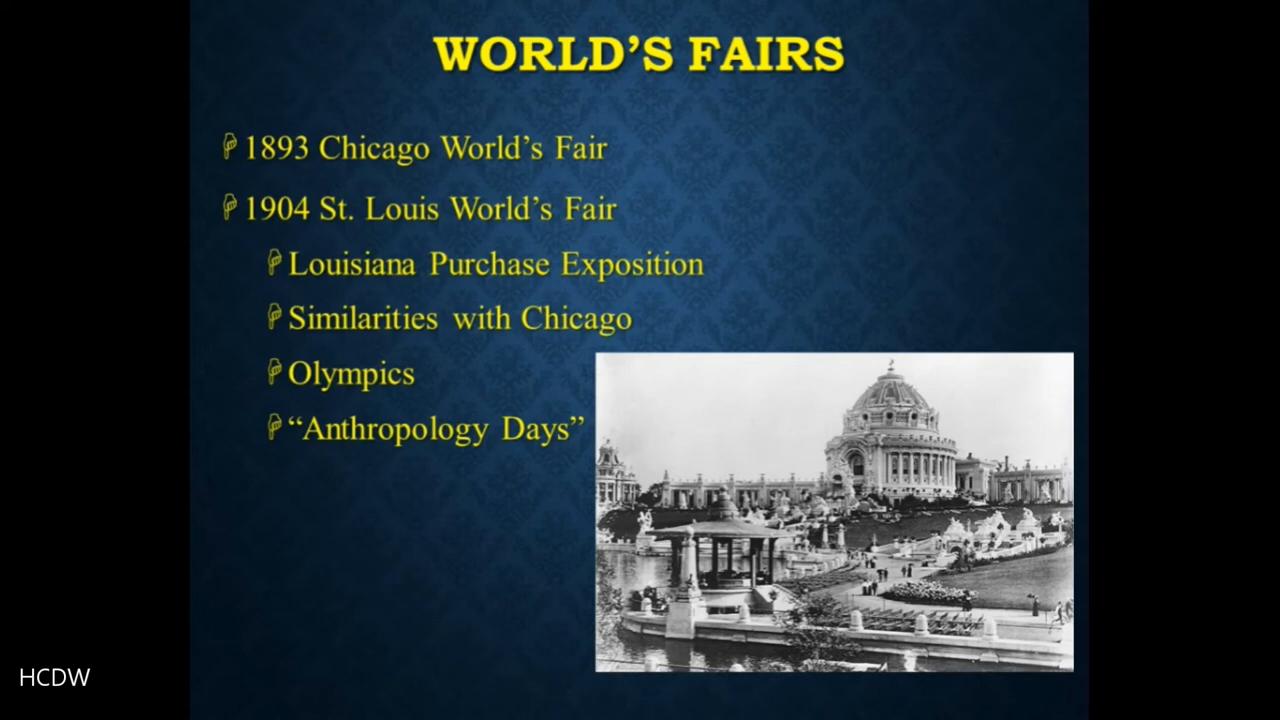 WORLD’S FAIRS
1893 Chicago World’s Fair
1904 St. Louis World’s Fair
Louisiana Purchase Exposition
Similarities with Chicago
Olympics
“Anthropology Days”
HCDW